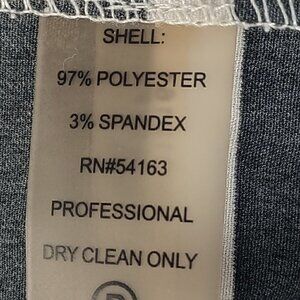 SHELL:
97% POLYESTER
3% SPANDEX
RN#54163
PROFESSIONAL
DRY CLEAN ONLY